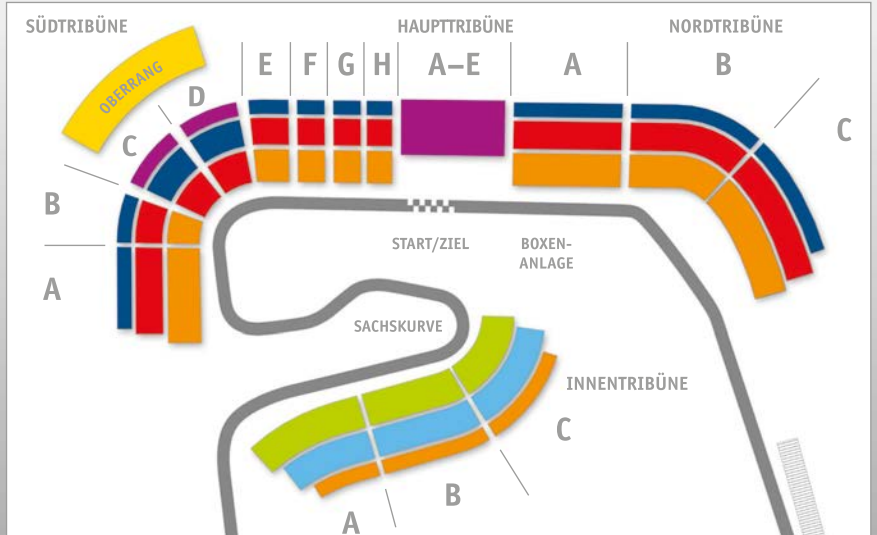 SÜDTRIBÜNE
HAUPTTRIBÜNE
NORDTRIBÜNE
OBERRANG
A
B
C
D
E
F
G
H
A–E
A
B
C
START/ZIEL
BOXEN-
ANLAGE
SACHSKURVE
INNENTRIBÜNE
A
B
C